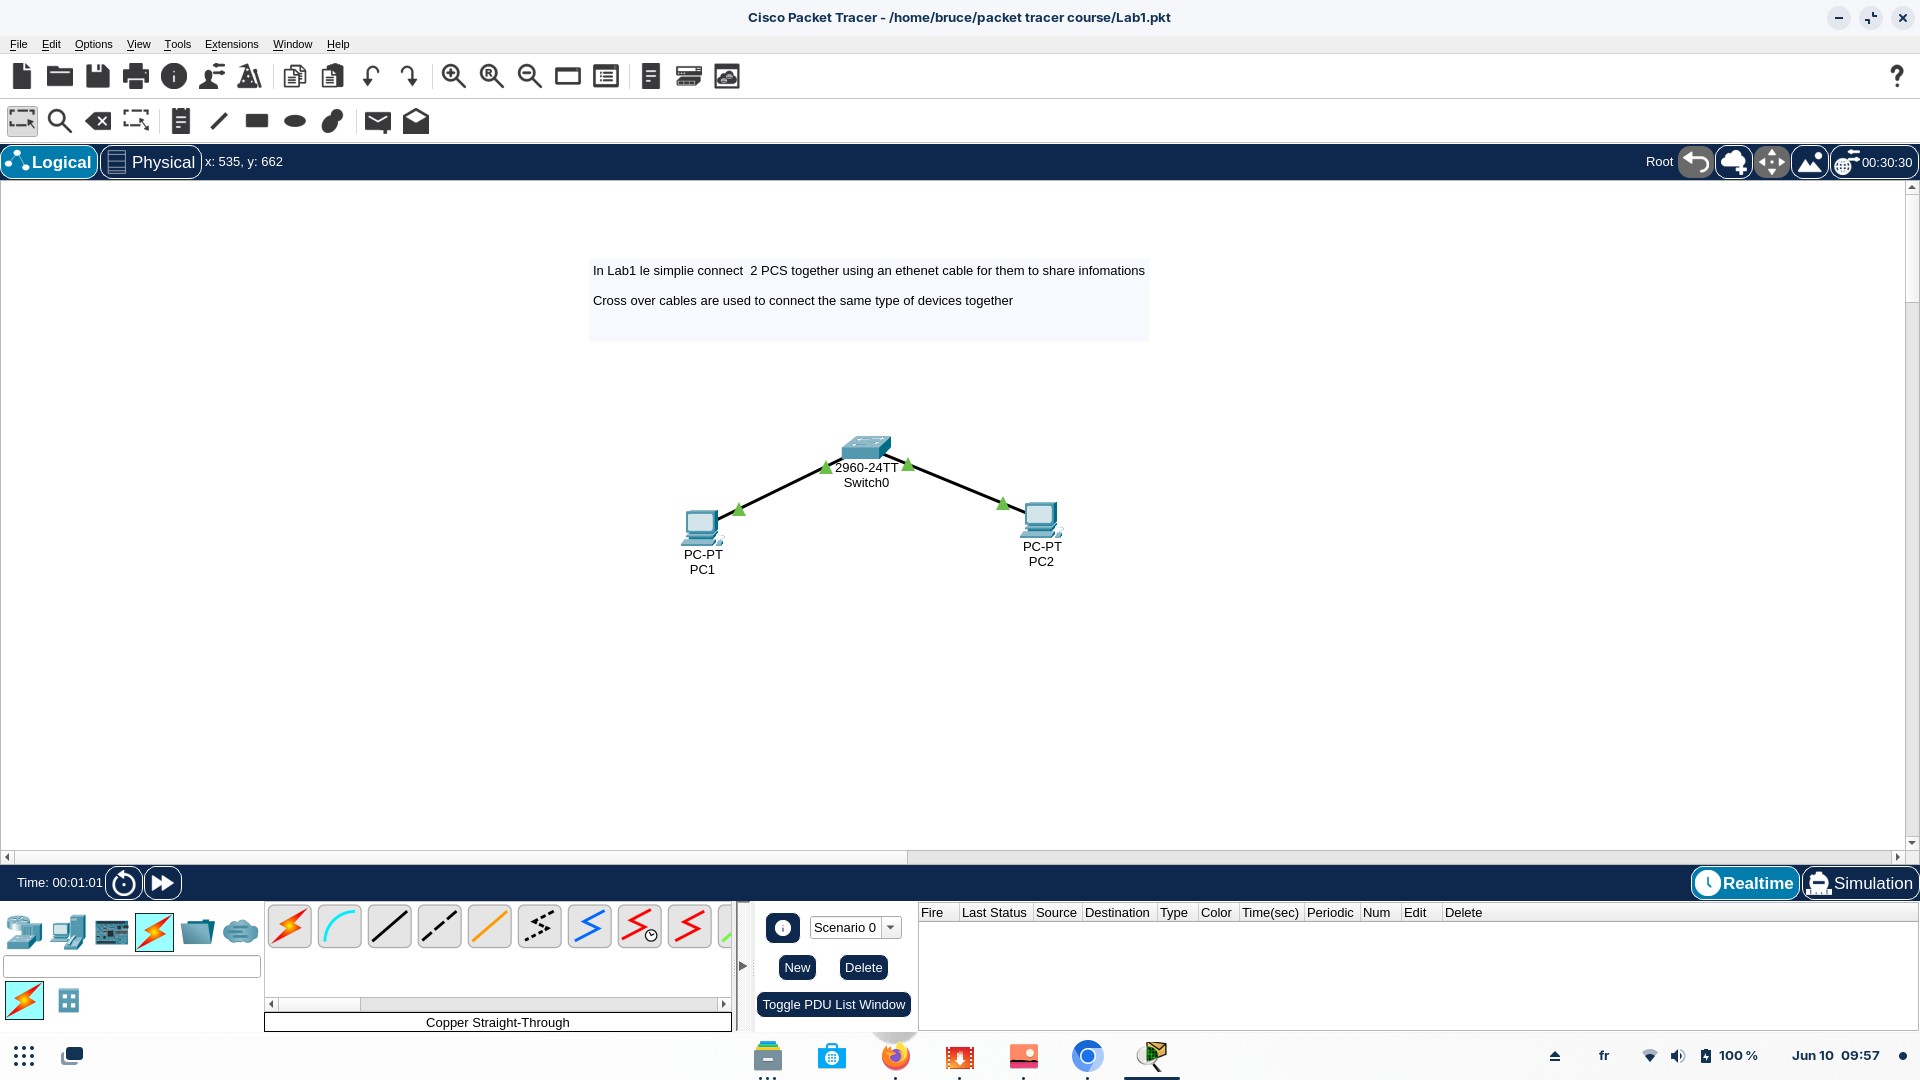 Cisco Packet Tracer - /home/bruce/packet tracer course/Lab1.pkt
File Edit Options View Tools Extensions Window Help
Logical Physical x: 535, y: 662 Root 00:30:30
In Lab1 le simplie connect  2 PCS together using an ethenet cable for them to share infomations
Cross over cables are used to connect the same type of devices together
2960-24TT
Switch0
PC-PT
PC1
PC-PT
PC2
Time: 00:01:01 Realtime Simulation
Scenario 0
New Delete
Toggle PDU List Window
Fire Last Status Source Destination Type Color Time(sec) Periodic Num Edit Delete
Copper Straight-Through
fr 100 % Jun 10 09:57